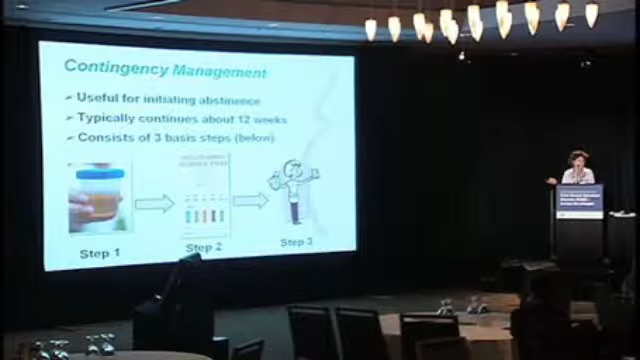 Contingency Management
Useful for initiating abstinence
Typically continues about 12 weeks
Consists of 3 basis steps (below)
Step 1
Step 2
Step 3